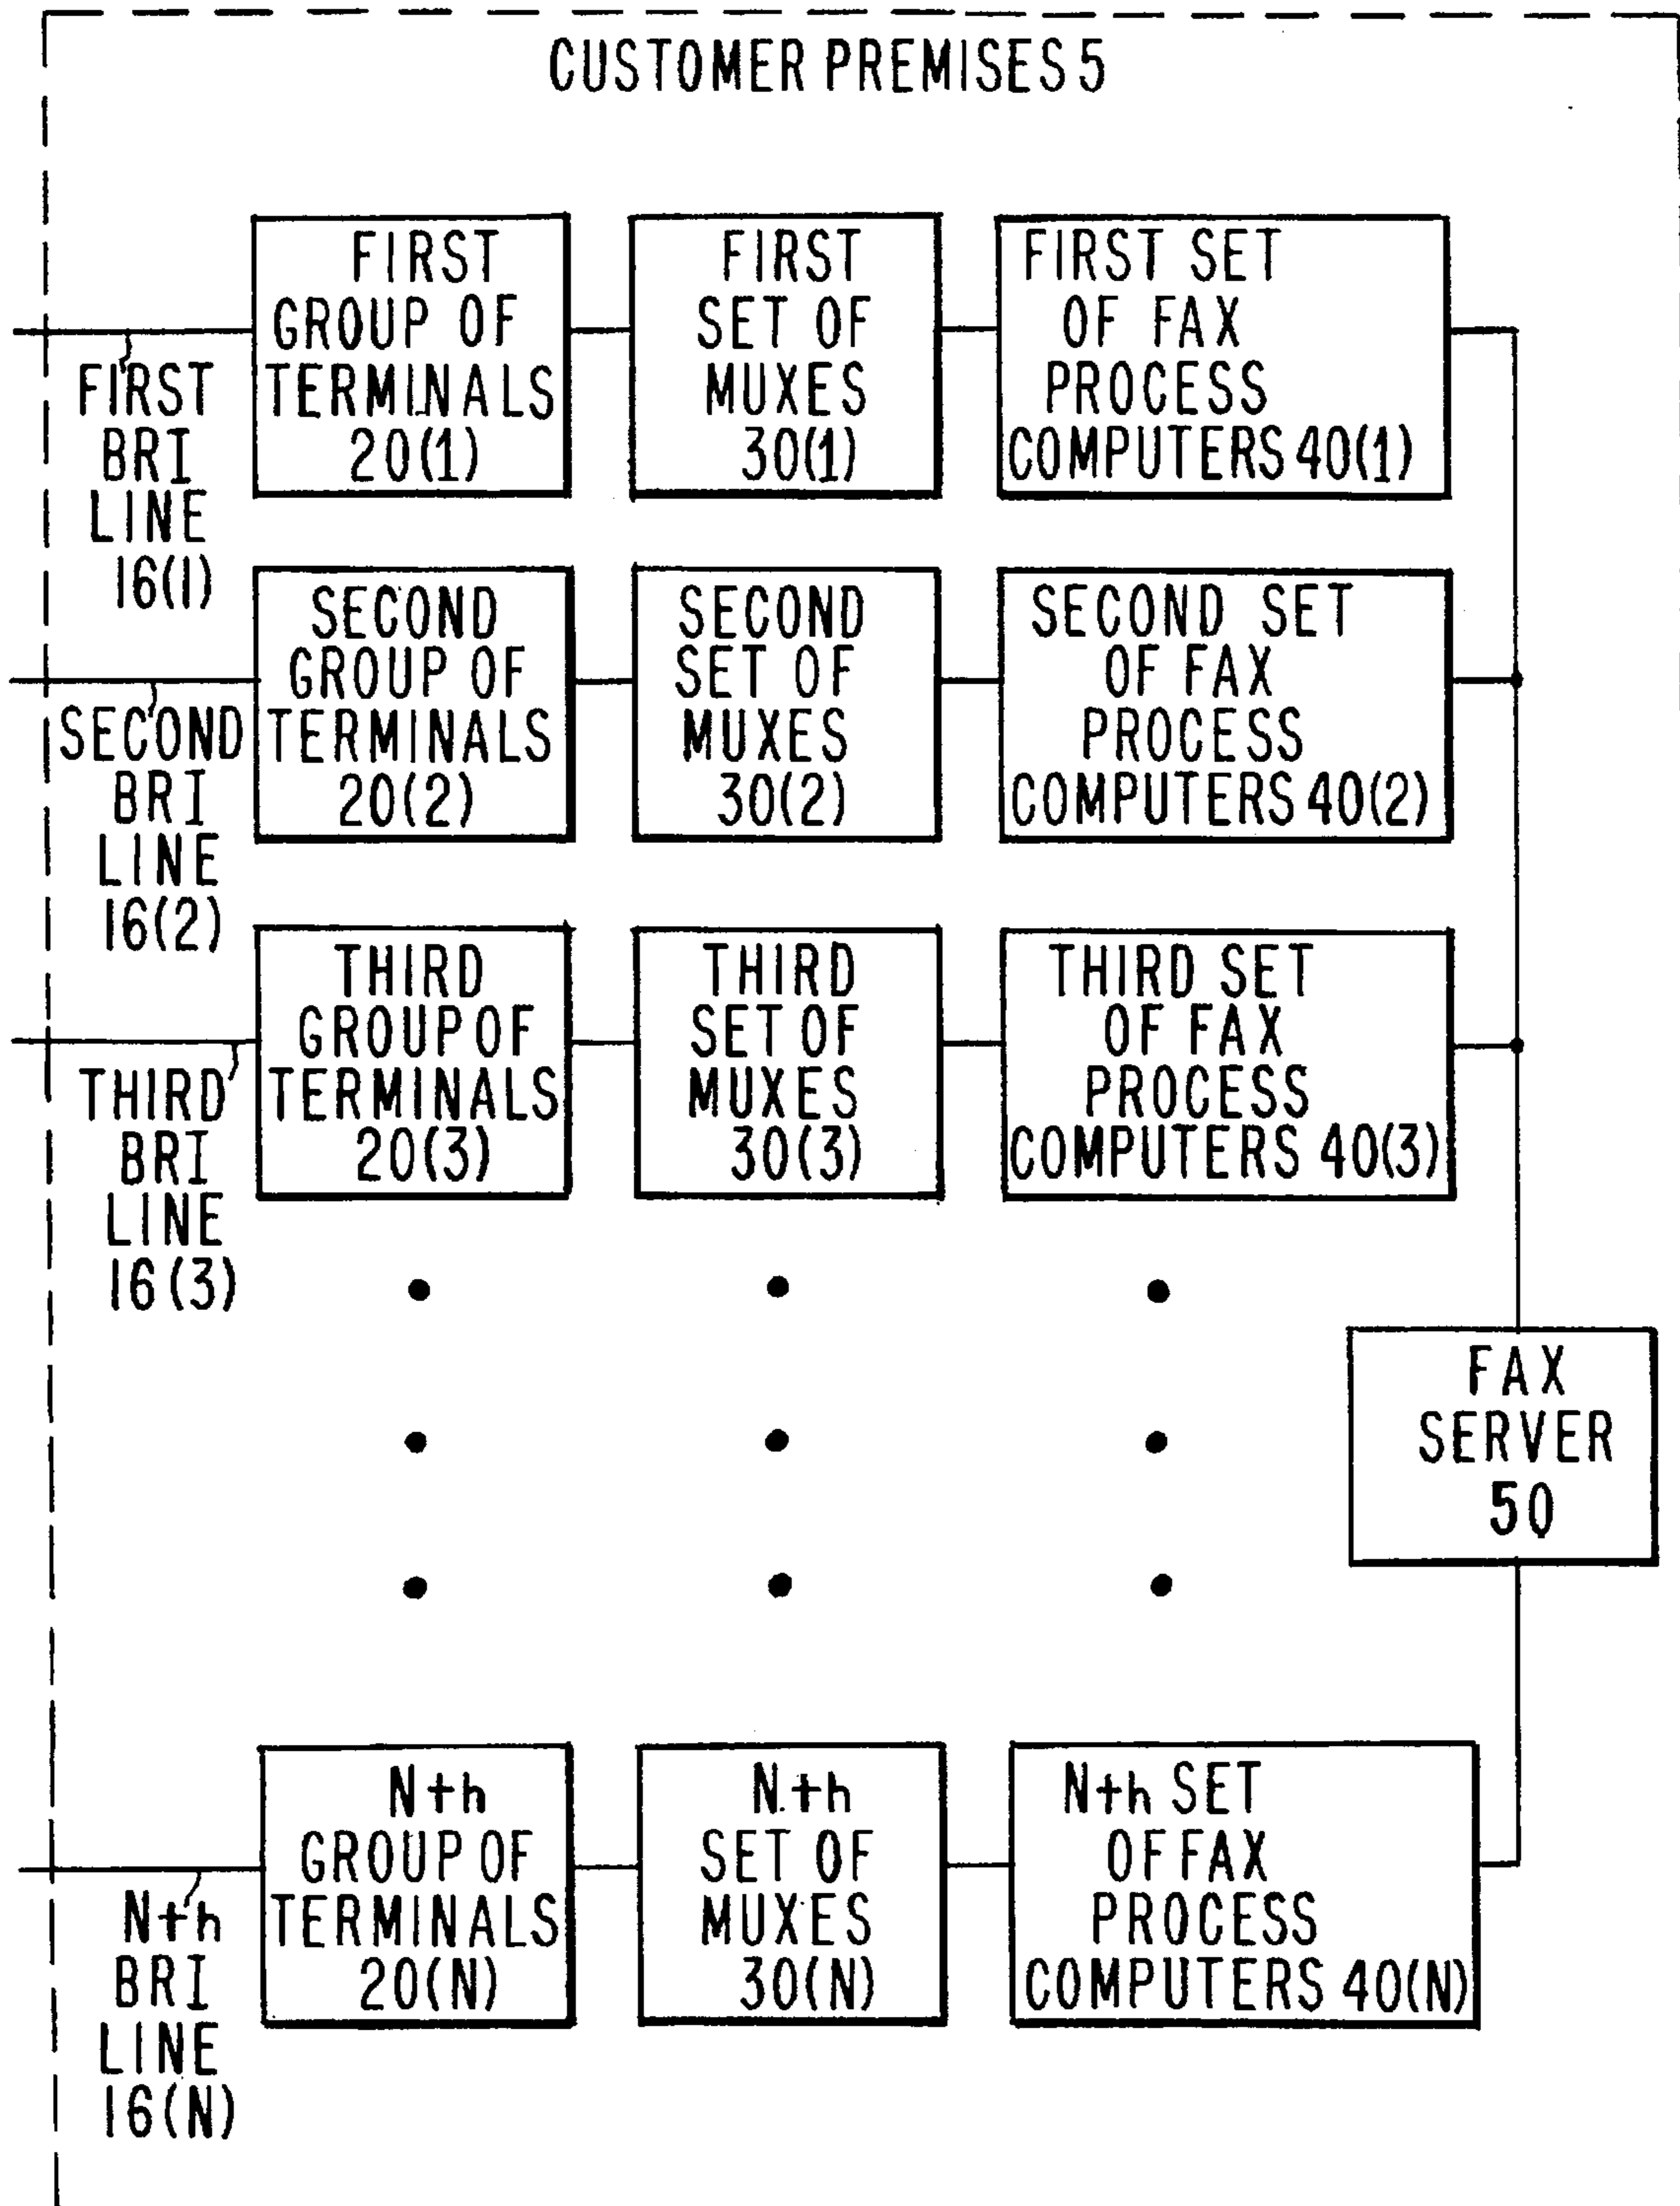 CUSTOMER PREMISES 5
FIRST
GROUP OF
TERMINALS
20(1)
FIRST
SET OF
MUXES
30(1)
FIRST SET
OF FAX
PROCESS
COMPUTERS 40(1)
FIRST
BRI
LINE
16(1)
SECOND
GROUP OF
TERMINALS
20(2)
SECOND
SET OF
MUXES
30(2)
SECOND SET
OF FAX
PROCESS
COMPUTERS 40(2)
SECOND
BRI
LINE
16(2)
THIRD
GROUP OF
TERMINALS
20(3)
THIRD
SET OF
MUXES
30(3)
THIRD SET
OF FAX
PROCESS
COMPUTERS 40(3)
THIRD
BRI
LINE
16(3)
FAX
SERVER
50
Nth
GROUP OF
TERMINALS
20(N)
Nth
SET OF
MUXES
30(N)
Nth SET
OF FAX
PROCESS
COMPUTERS 40(N)
Nth
BRI
LINE
16(N)